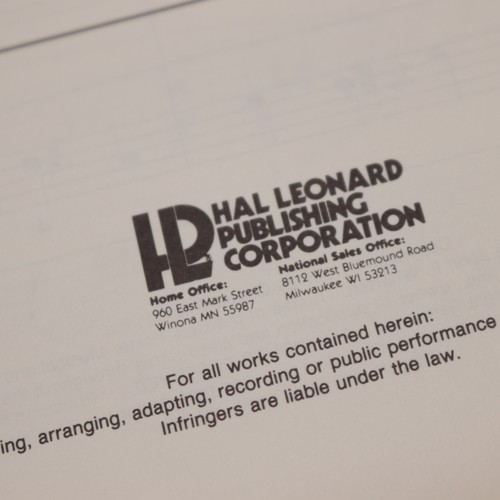 HL HAL LEONARD
PUBLISHING
CORPORATION
Home Office:
960 East Mark Street
Winona MN 55987
National Sales Office:
8112 West Bluemound Road
Milwaukee WI 53213
For all works contained herein:
ing, arranging, adapting, recording or public performance
Infringers are liable under the law.